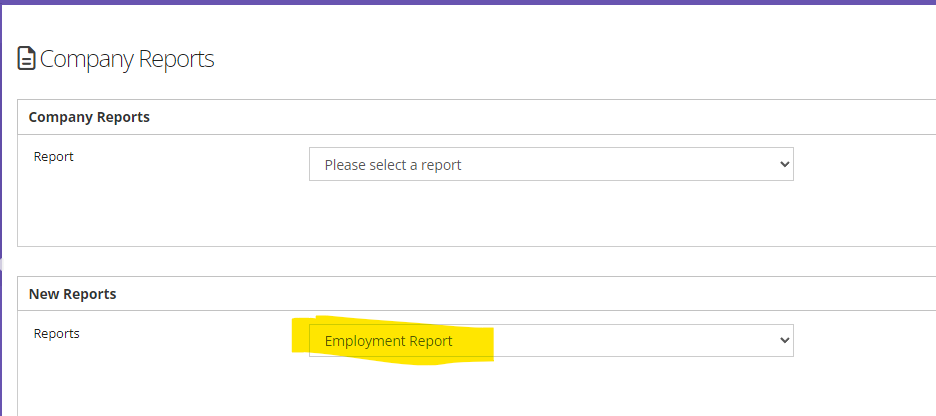 Company Reports
Company Reports
Report
Please select a report
New Reports
Reports
Employment Report